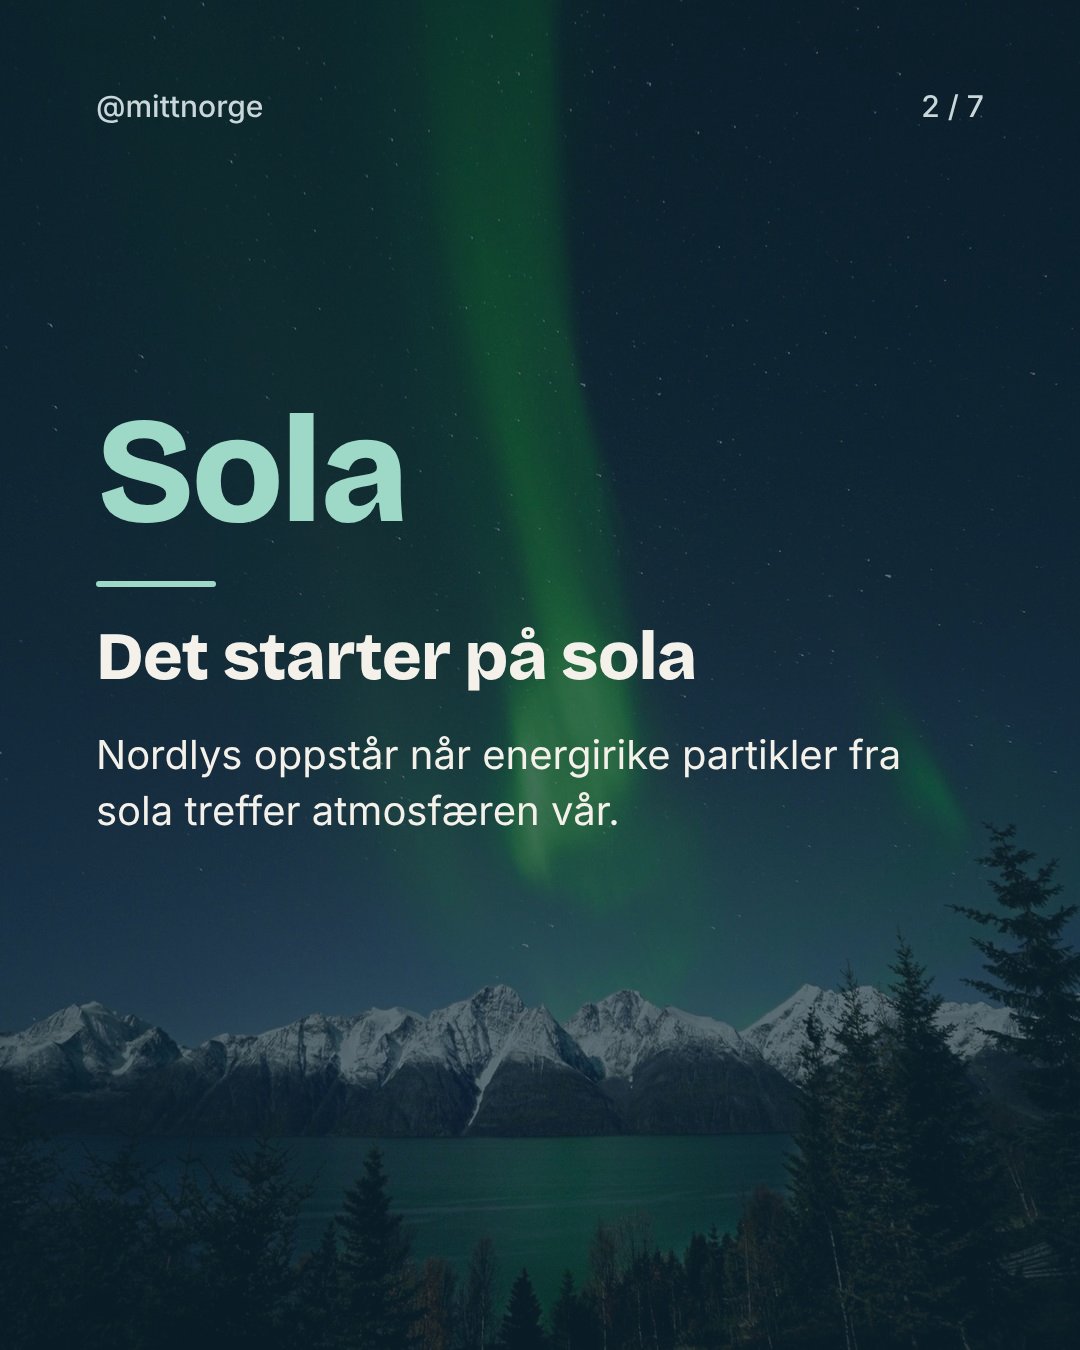 @mittnorge
2 / 7
Sola
Det starter på sola
Nordlys oppstår når energirike partikler fra
sola treffer atmosfæren vår.